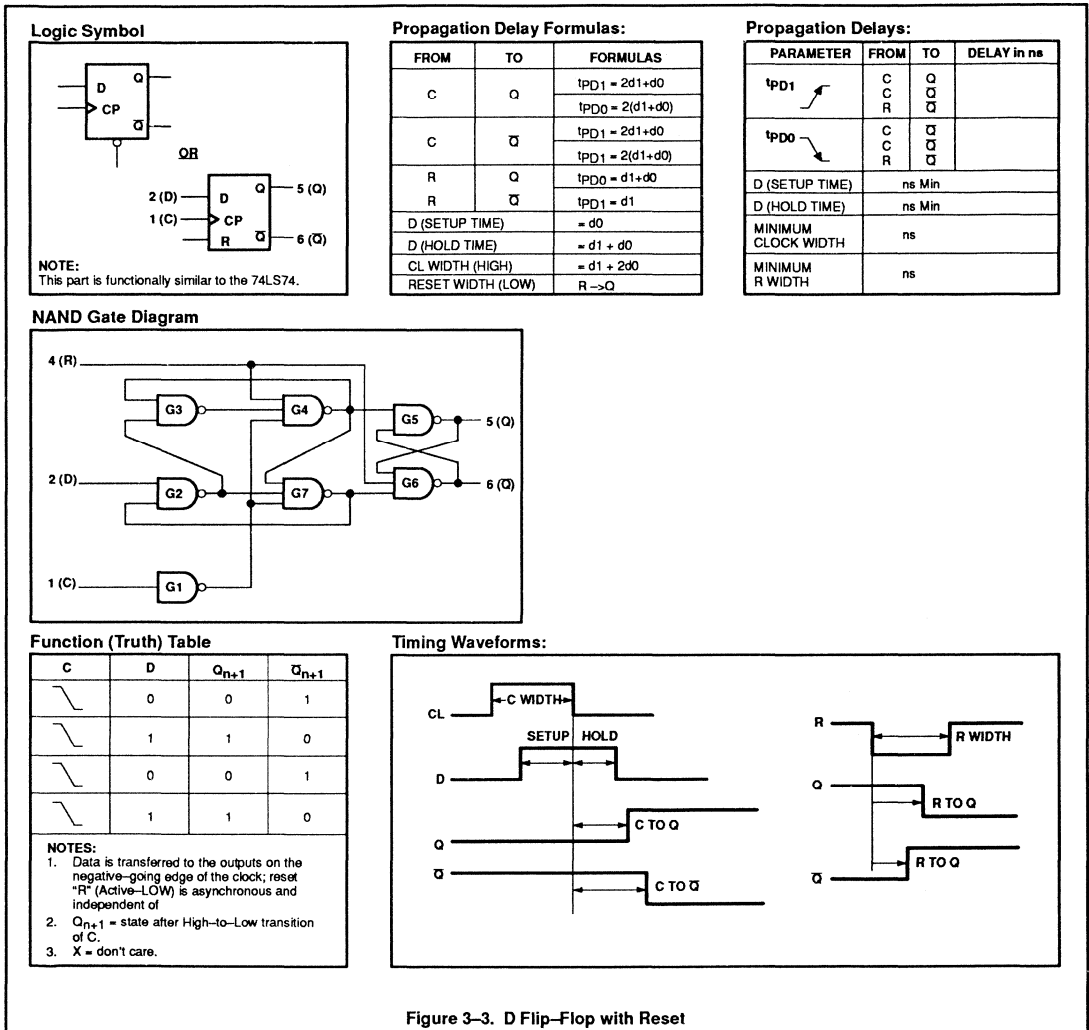 Logic Symbol
D
CP
Q
Q̅
OR
2 (D)
1 (C)
D
CP
R
Q
Q̅
5 (Q)
6 (Q̅)
NOTE:
This part is functionally similar to the 74LS74.
Propagation Delay Formulas:
FROM TO FORMULAS
C Q tPD1 = 2d1+d0
tPD0 = 2(d1+d0)
C Q̅ tPD1 = 2d1+d0
tPD1 = 2(d1+d0)
R Q tPD0 = d1+d0
R Q̅ tPD1 = d1
D (SETUP TIME) = d0
D (HOLD TIME) = d1 + d0
CL WIDTH (HIGH) = d1 + 2d0
RESET WIDTH (LOW) R –>Q
Propagation Delays:
PARAMETER FROM TO DELAY in ns
tPD1 C Q
C Q̅
R Q̅
tPD0 C Q̅
C Q̅
R Q̅
D (SETUP TIME) ns Min
D (HOLD TIME) ns Min
MINIMUM
CLOCK WIDTH ns
MINIMUM
R WIDTH ns
NAND Gate Diagram
4 (R)
G3
G4
G5
5 (Q)
2 (D)
G2
G7
G6
6 (Q̅)
1 (C)
G1
Function (Truth) Table
C D Qn+1 Q̅n+1
0 0 1
1 1 0
0 0 1
1 1 0
NOTES:
1. Data is transferred to the outputs on the
negative–going edge of the clock; reset
"R" (Active–LOW) is asynchronous and
independent of
2. Qn+1 = state after High–to–Low transition
of C.
3. X = don't care.
Timing Waveforms:
CL
C WIDTH
SETUP HOLD
D
C TO Q
Q
Q̅
C TO Q̅
R
R WIDTH
Q
R TO Q
R TO Q
Q̅
Figure 3–3. D Flip–Flop with Reset